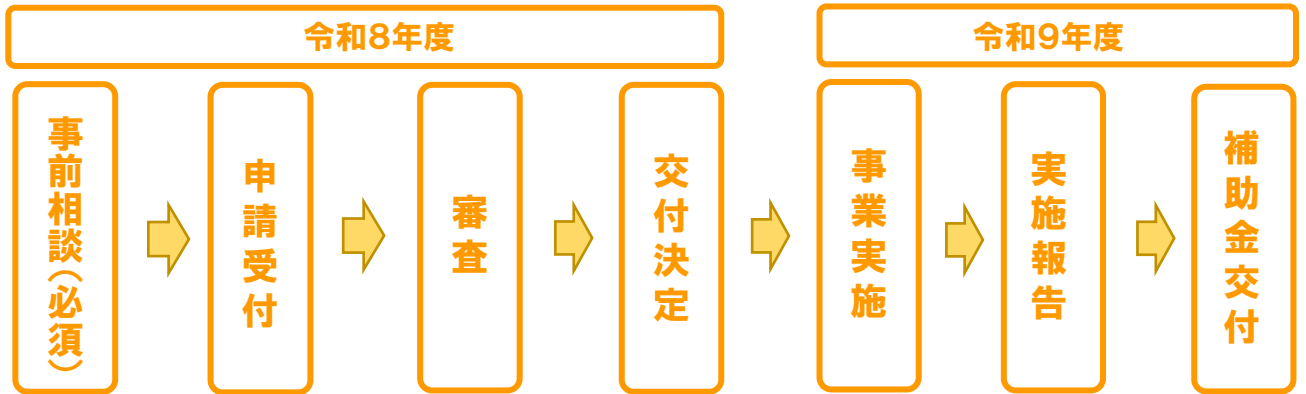 令和8年度
令和9年度
事前相談(必須)
申請受付
審査
交付決定
事業実施
実施報告
補助金交付